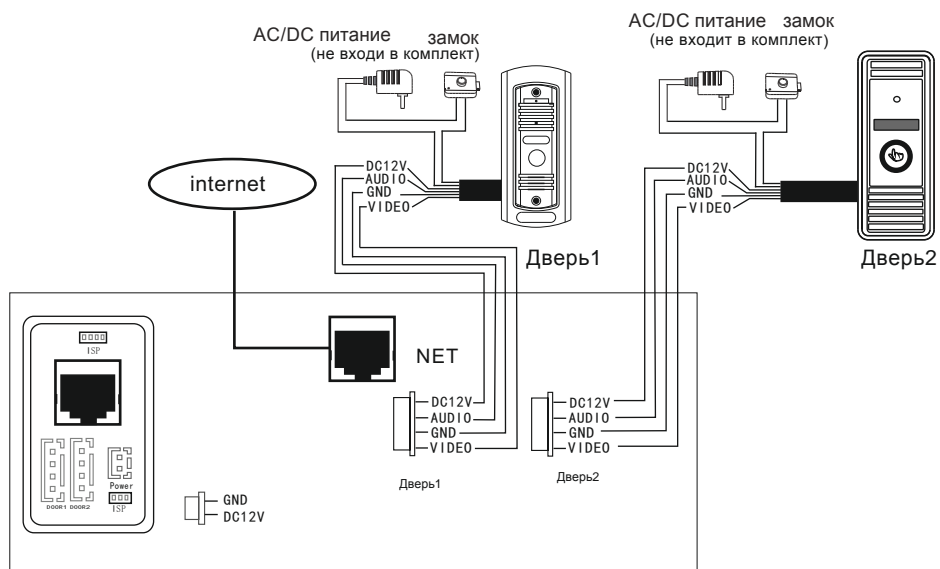 AC/DC питание замок
(не входи в комплект)
AC/DC питание замок
(не входит в комплект)
DC12V
AUDIO
GND
VIDEO
DC12V
AUDIO
GND
VIDEO
internet
Дверь1
Дверь2
ISP
NET
DC12V
AUDIO
GND
VIDEO
DC12V
AUDIO
GND
VIDEO
Дверь1
Дверь2
Power
DOOR1 DOOR2
ISP
GND
DC12V